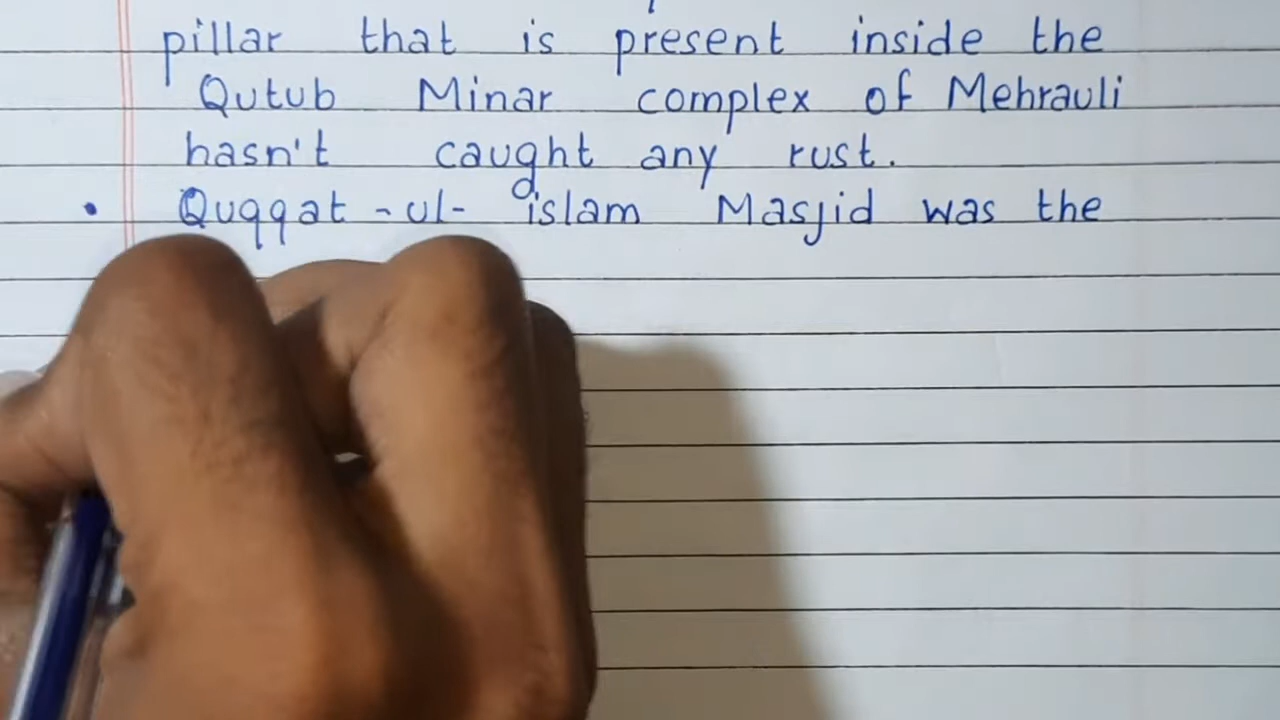 pillar that is present inside the
Qutub Minar complex of Mehrauli
hasn't caught any rust.
• Quqqat -ul- islam Masjid was the